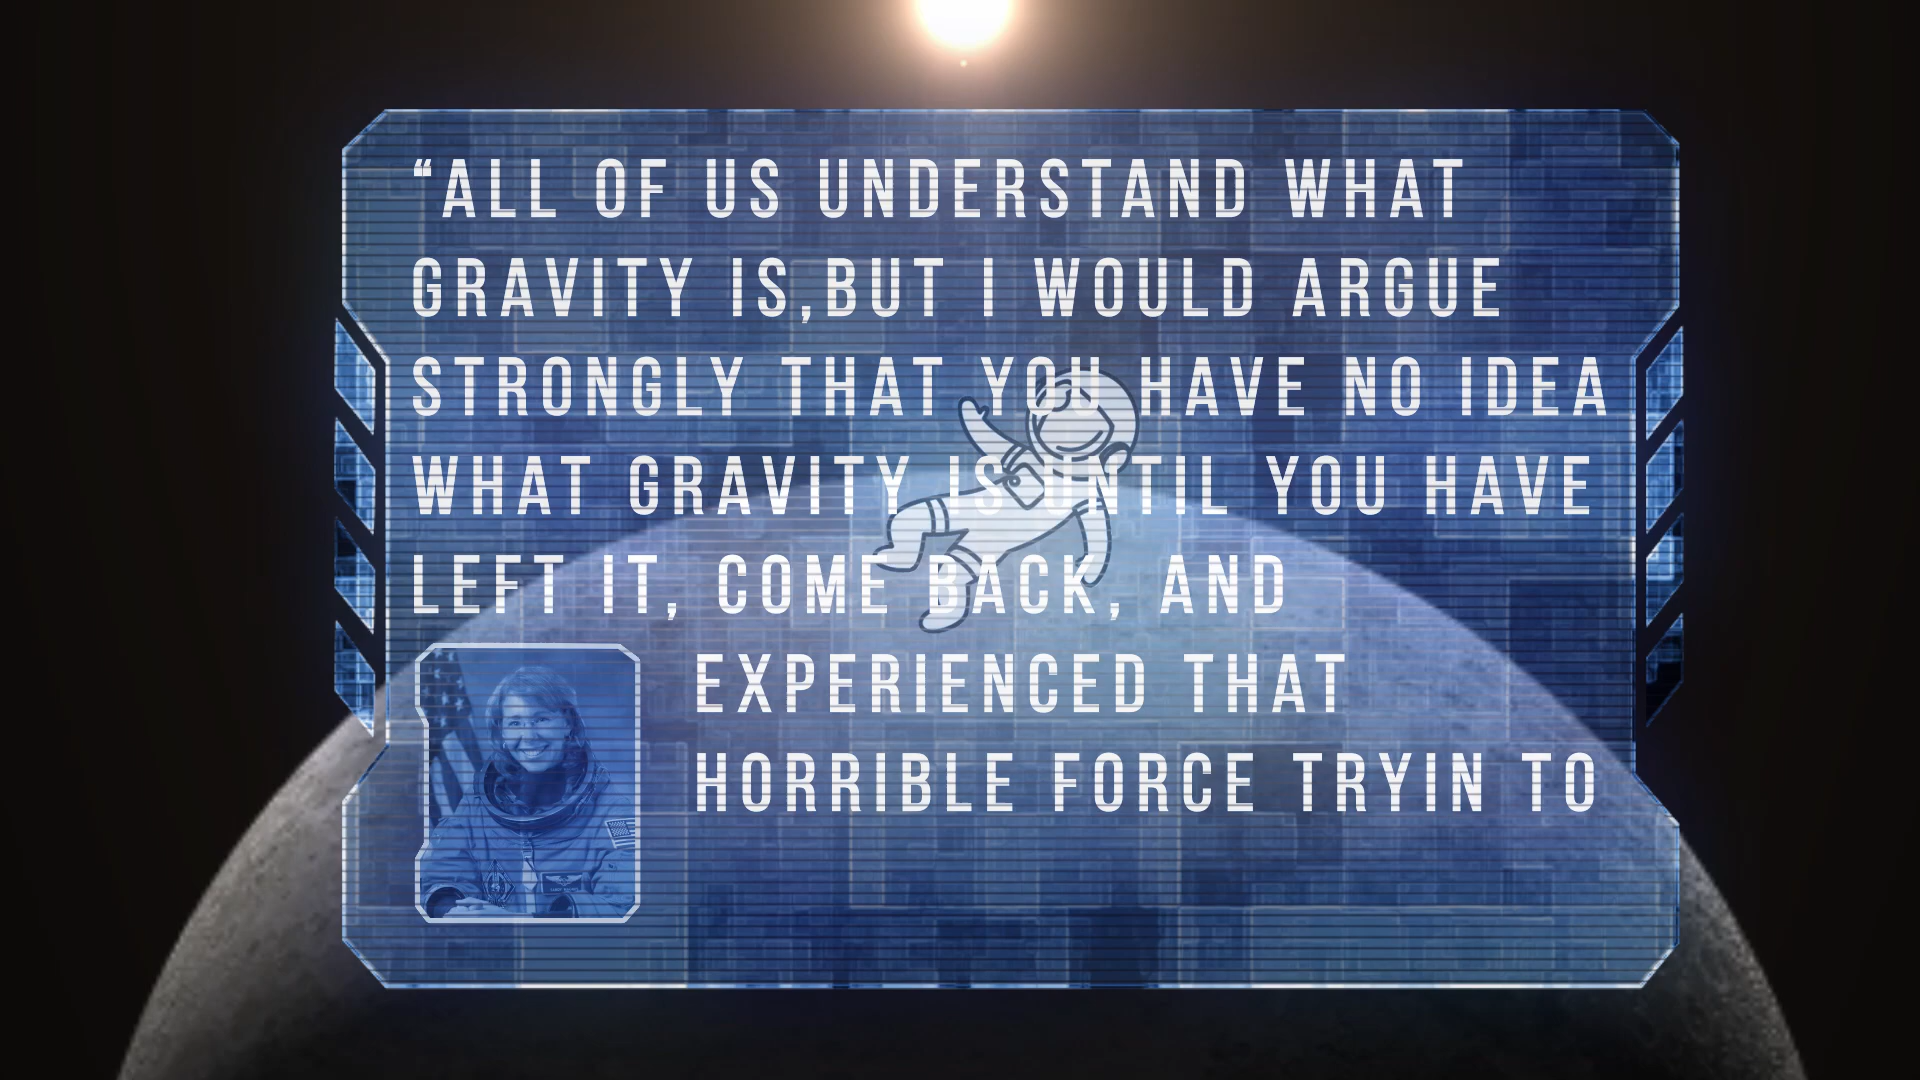 “ALL OF US UNDERSTAND WHAT
GRAVITY IS,BUT I WOULD ARGUE
STRONGLY THAT YOU HAVE NO IDEA
WHAT GRAVITY IS UNTIL YOU HAVE
LEFT IT, COME BACK, AND
EXPERIENCED THAT
HORRIBLE FORCE TRYIN TO